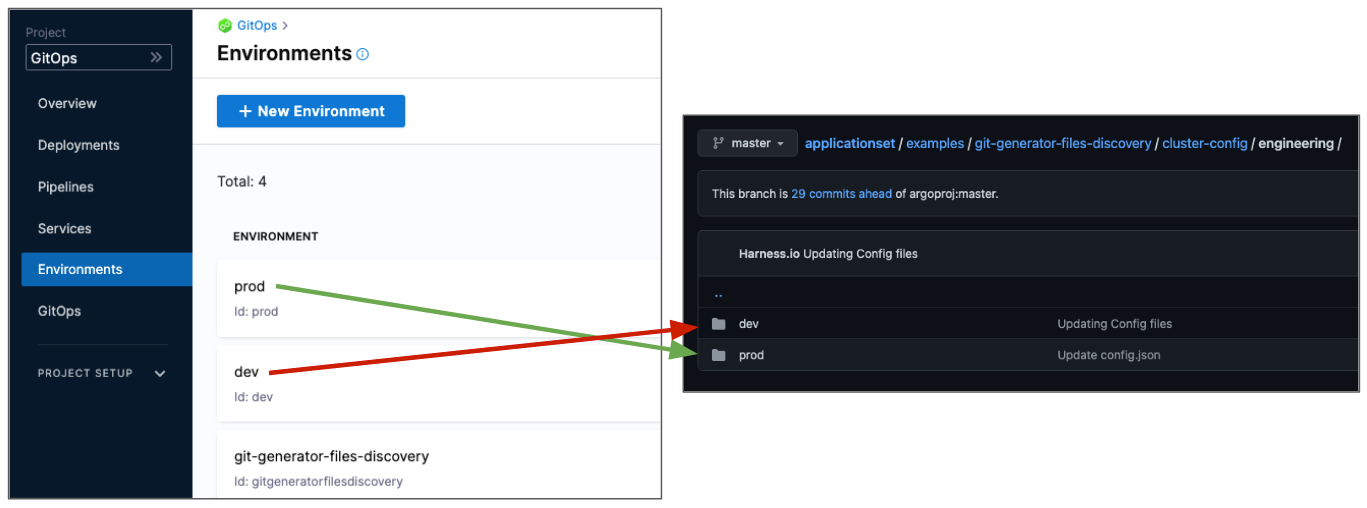 Project
GitOps
Overview
Deployments
Pipelines
Services
Environments
GitOps
PROJECT SETUP
GitOps >
Environments
+ New Environment
Total: 4
ENVIRONMENT
prod
Id: prod
dev
Id: dev
git-generator-files-discovery
Id: gitgeneratorfilesdiscovery
master applicationset / examples / git-generator-files-discovery / cluster-config / engineering /
This branch is 29 commits ahead of argoproj:master.
Harness.io Updating Config files
..
dev Updating Config files
prod Update config.json